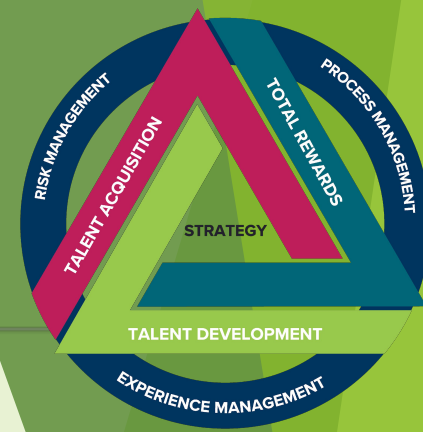 RISK MANAGEMENT
PROCESS MANAGEMENT
TALENT ACQUISITION
TOTAL REWARDS
STRATEGY
TALENT DEVELOPMENT
EXPERIENCE MANAGEMENT